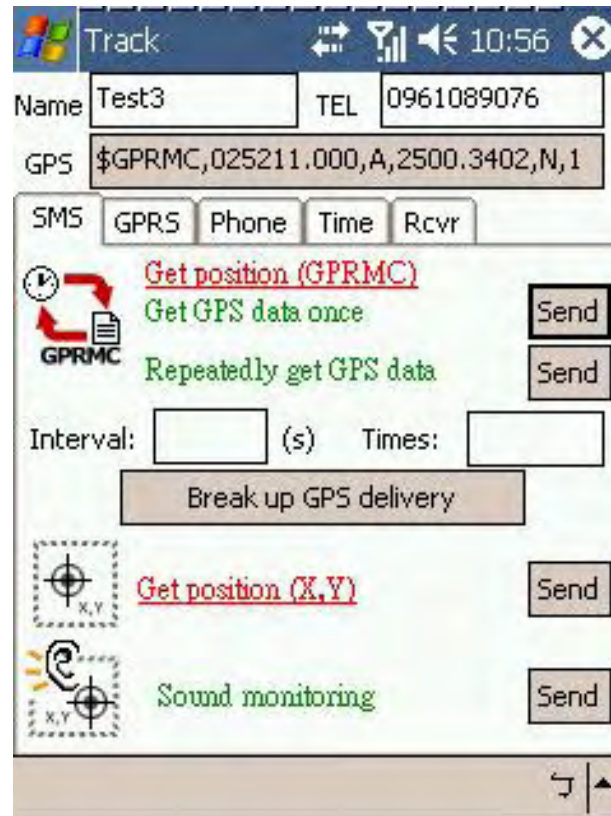 Track 10:56
Name Test3 TEL 0961089076
GPS $GPRMC,025211.000,A,2500.3402,N,1
SMS GPRS Phone Time Rcvr
Get position (GPRMC)
Get GPS data once Send
GPRMC
Repeatedly get GPS data Send
Interval: (s) Times:
Break up GPS delivery
X,Y Get position (X,Y) Send
X,Y Sound monitoring Send
ㄅ